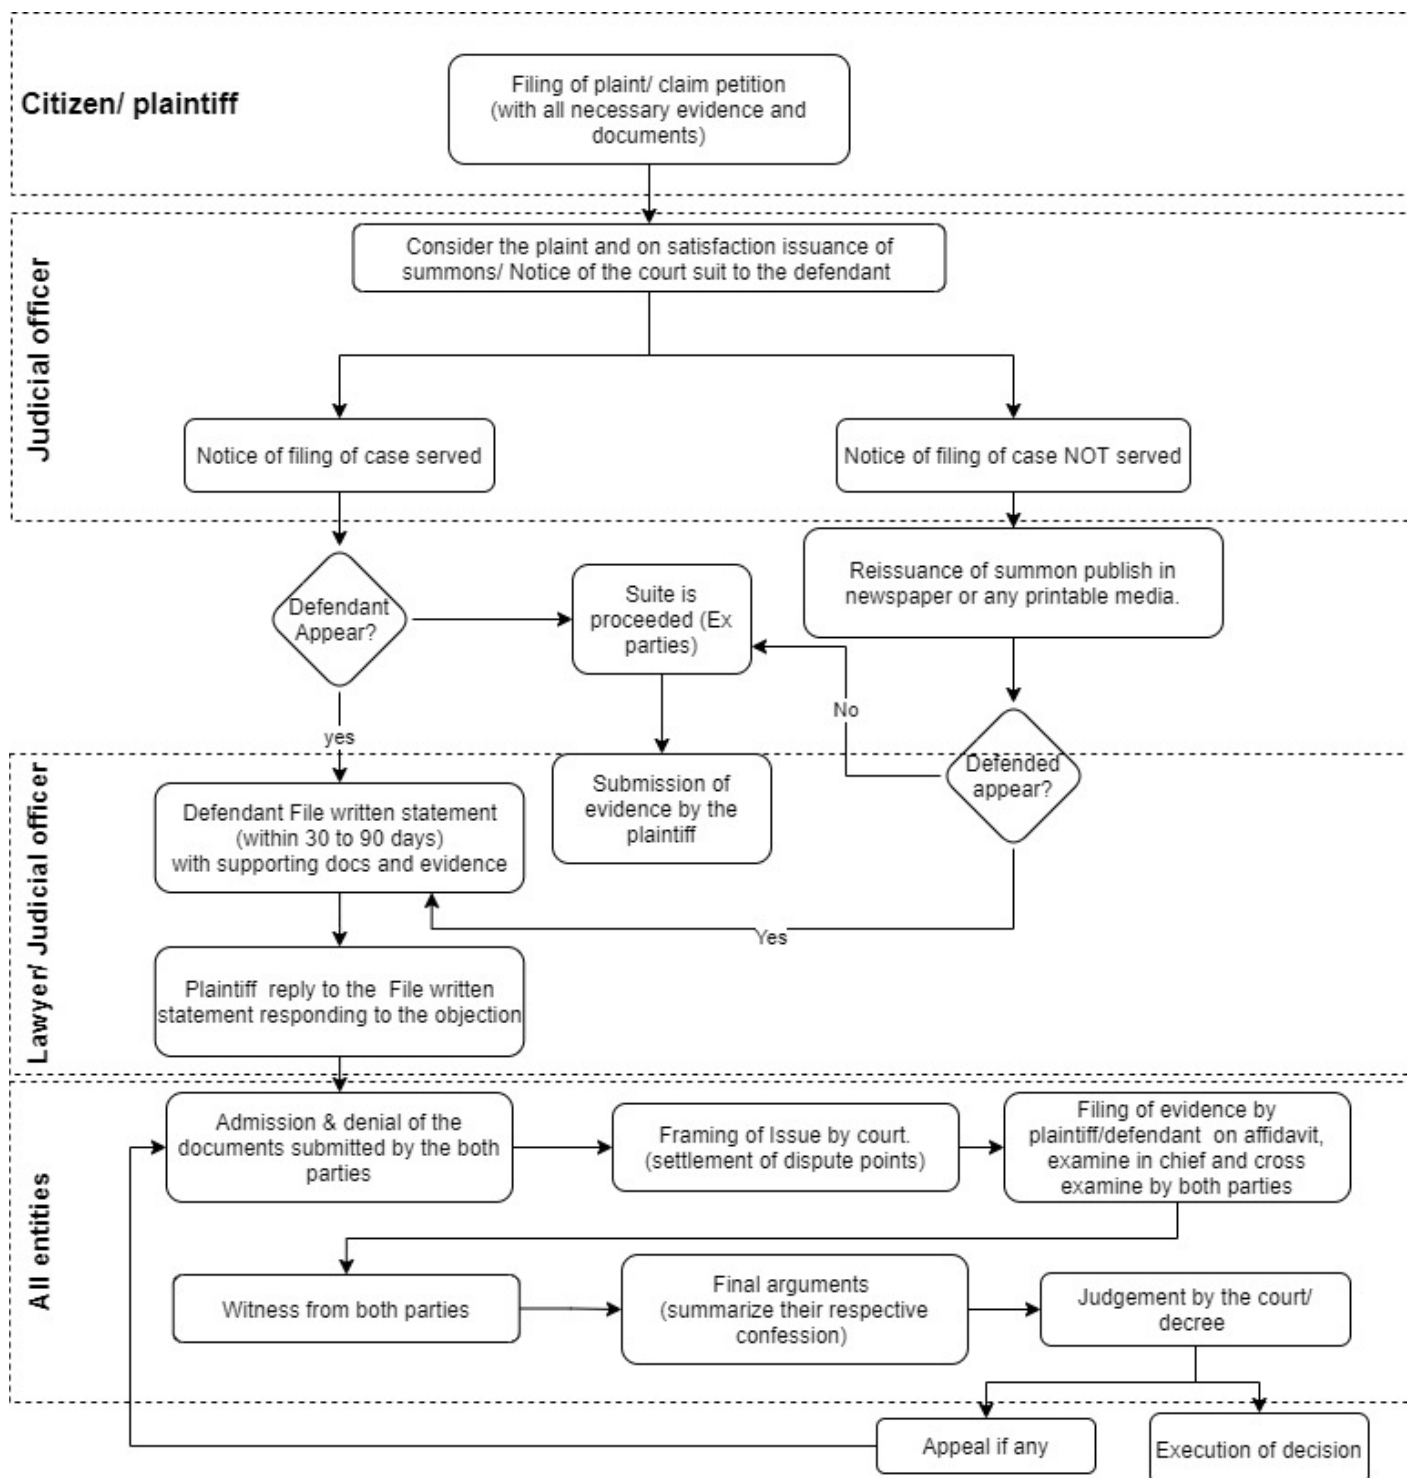 Citizen/ plaintiff
Filing of plaint/ claim petition
(with all necessary evidence and
documents)
Judicial officer
Consider the plaint and on satisfaction issuance of
summons/ Notice of the court suit to the defendant
Notice of filing of case served
Notice of filing of case NOT served
Defendant
Appear?
Suite is
proceeded (Ex
parties)
Reissuance of summon publish in
newspaper or any printable media.
No
yes
Lawyer/ Judicial officer
Defendant File written statement
(within 30 to 90 days)
with supporting docs and evidence
Submission of
evidence by the
plaintiff
Defended
appear?
Yes
Plaintiff reply to the File written
statement responding to the objection
All entities
Admission & denial of the
documents submitted by the both
parties
Framing of Issue by court.
(settlement of dispute points)
Filing of evidence by
plaintiff/defendant on affidavit,
examine in chief and cross
examine by both parties
Witness from both parties
Final arguments
(summarize their respective
confession)
Judgement by the court/
decree
Appeal if any
Execution of decision